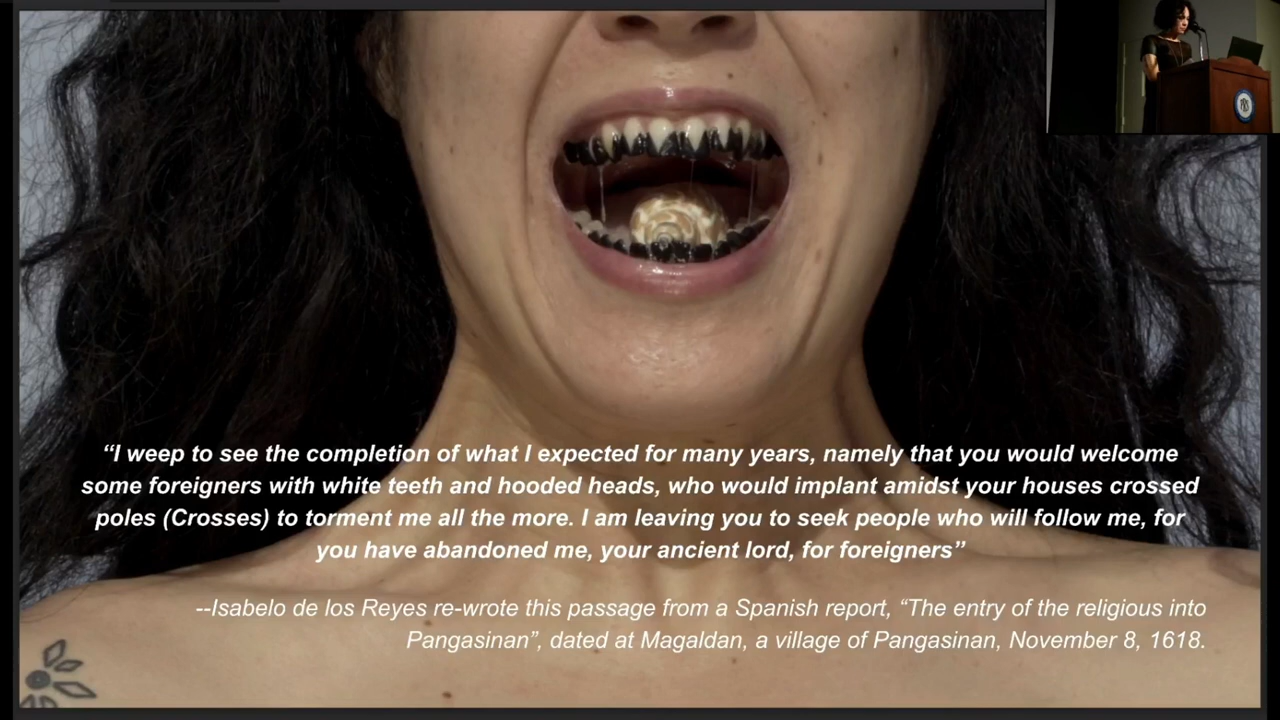 “I weep to see the completion of what I expected for many years, namely that you would welcome
some foreigners with white teeth and hooded heads, who would implant amidst your houses crossed
poles (Crosses) to torment me all the more. I am leaving you to seek people who will follow me, for
you have abandoned me, your ancient lord, for foreigners”
--Isabelo de los Reyes re-wrote this passage from a Spanish report, “The entry of the religious into
Pangasinan”, dated at Magaldan, a village of Pangasinan, November 8, 1618.